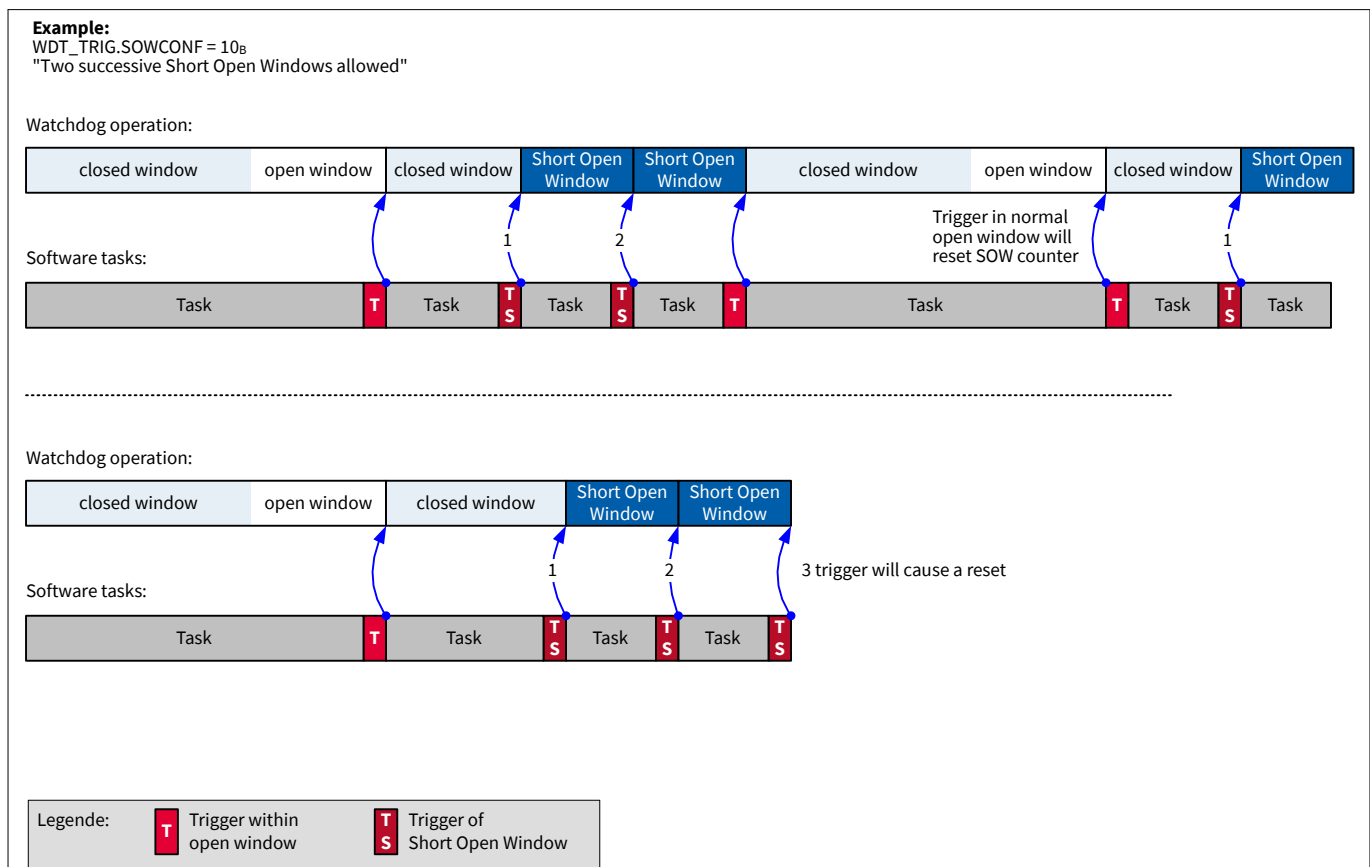 Example:
WDT_TRIG.SOWCONF = 10B
"Two successive Short Open Windows allowed"
Watchdog operation:
closed window
open window
closed window
Short Open
Window
Short Open
Window
closed window
open window
closed window
Short Open
Window
1
2
Trigger in normal
open window will
reset SOW counter
1
Software tasks:
Task
T
Task
T
S
Task
T
S
Task
T
Task
T
Task
T
S
Task
Watchdog operation:
closed window
open window
closed window
Short Open
Window
Short Open
Window
1
2
3 trigger will cause a reset
Software tasks:
Task
T
Task
T
S
Task
T
S
Task
T
S
Legende:
T
Trigger within
open window
T
S
Trigger of
Short Open Window